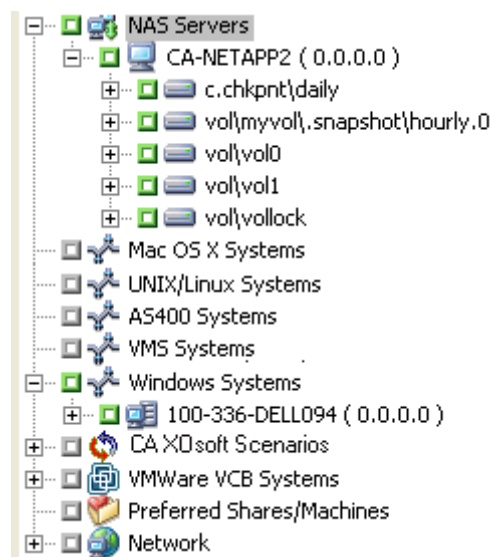 NAS Servers
CA-NETAPP2 ( 0.0.0.0 )
c.chkpnt\daily
vol\myvol\.snapshot\hourly.0
vol\vol0
vol\vol1
vol\vollock
Mac OS X Systems
UNIX/Linux Systems
AS400 Systems
VMS Systems
Windows Systems
100-336-DELL094 ( 0.0.0.0 )
CA XOsoft Scenarios
VMWare VCB Systems
Preferred Shares/Machines
Network